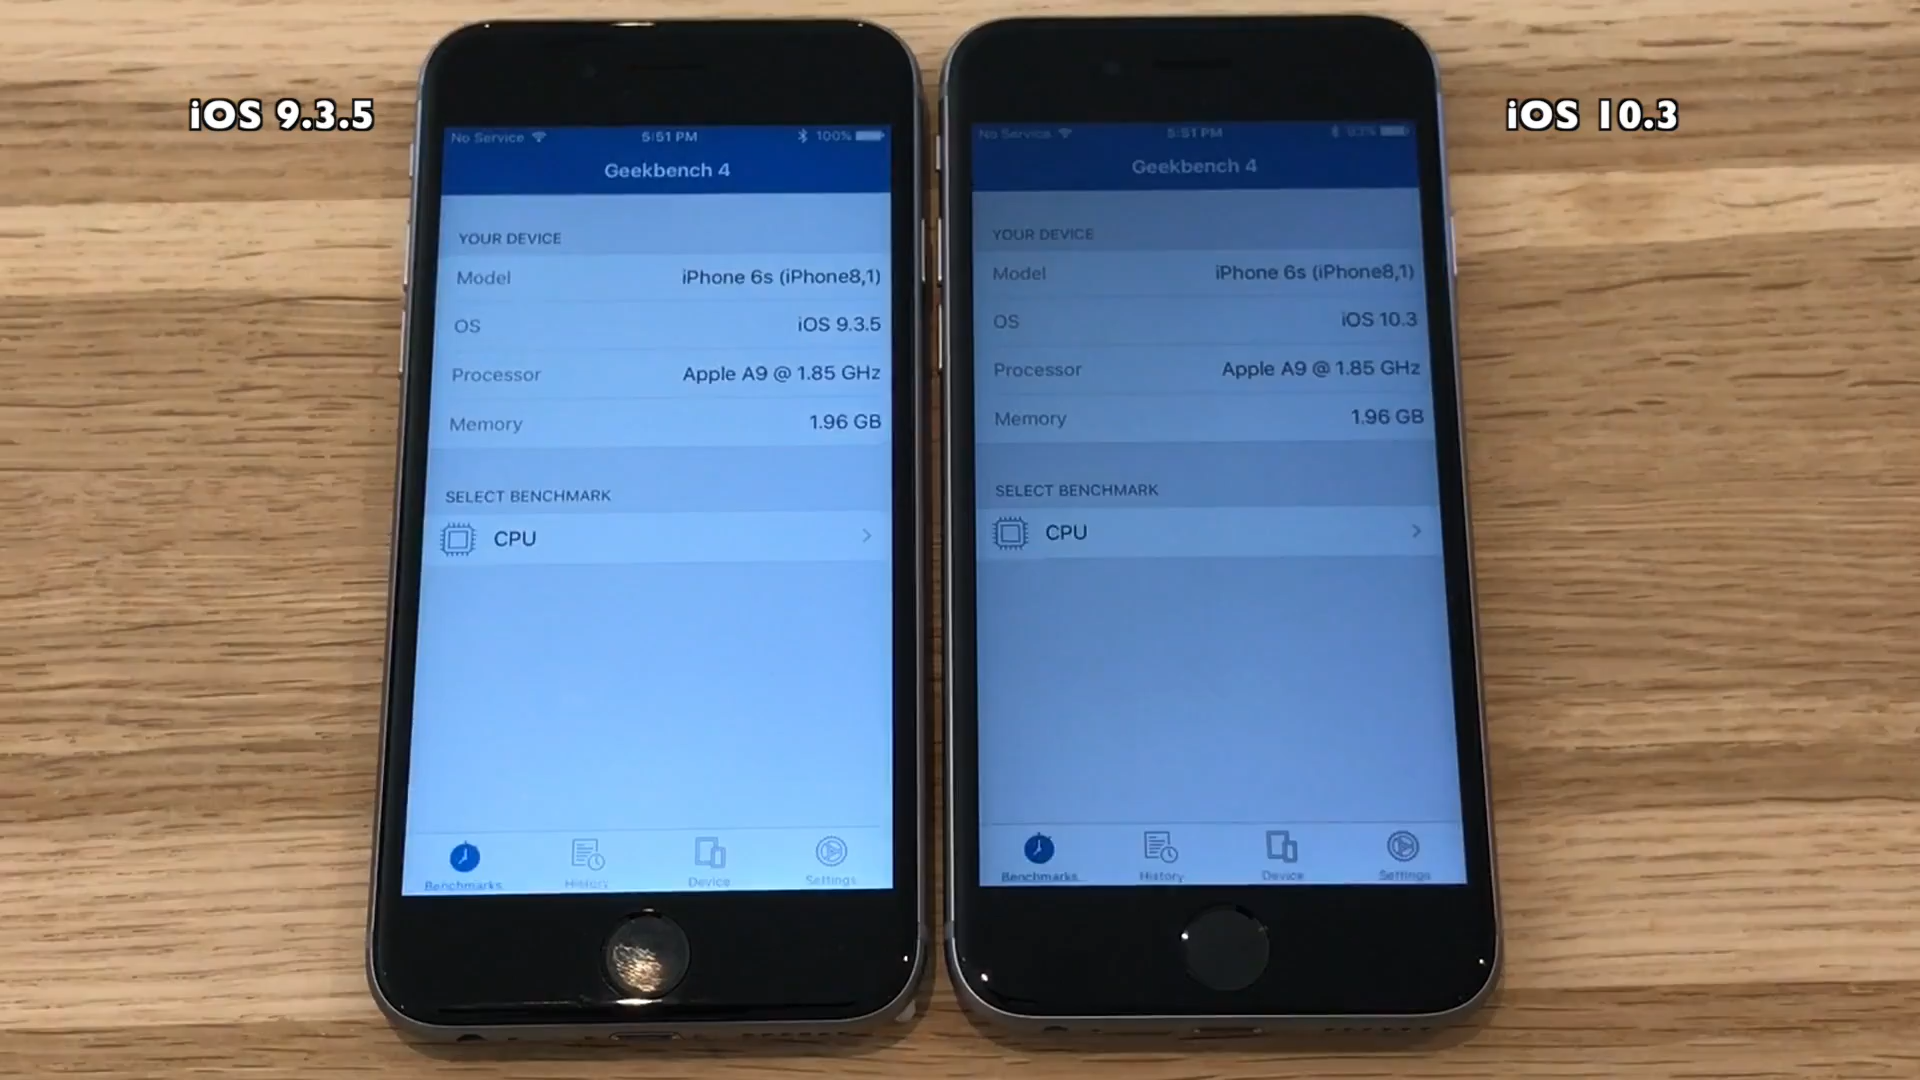 iOS 9.3.5
No Service 5:51 PM 100%
Geekbench 4
YOUR DEVICE
Model iPhone 6s (iPhone8,1)
OS iOS 9.3.5
Processor Apple A9 @ 1.85 GHz
Memory 1.96 GB
SELECT BENCHMARK
CPU
Benchmarks History Device Settings
iOS 10.3
No Service 5:51 PM 93%
Geekbench 4
YOUR DEVICE
Model iPhone 6s (iPhone8,1)
OS iOS 10.3
Processor Apple A9 @ 1.85 GHz
Memory 1.96 GB
SELECT BENCHMARK
CPU
Benchmarks History Device Settings